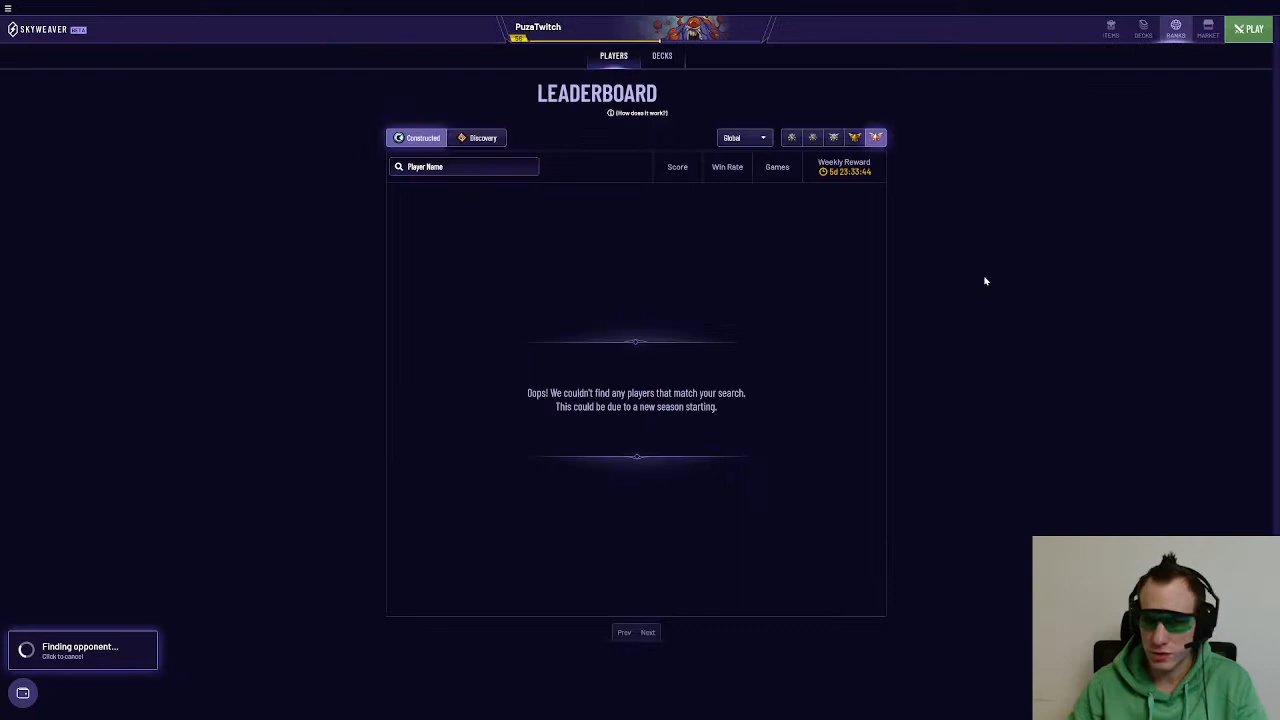 SKYWEAVER BETA
PuzaTwitch
ITEMS
DECKS
RANKS
MARKET
PLAY
PLAYERS
DECKS
LEADERBOARD
(How does it work?)
Constructed
Discovery
Global
Player Name
Score
Win Rate
Games
Weekly Reward
5d 23:33:44
Oops! We couldn't find any players that match your search.
This could be due to a new season starting.
Prev
Next
Finding opponent...
Click to cancel